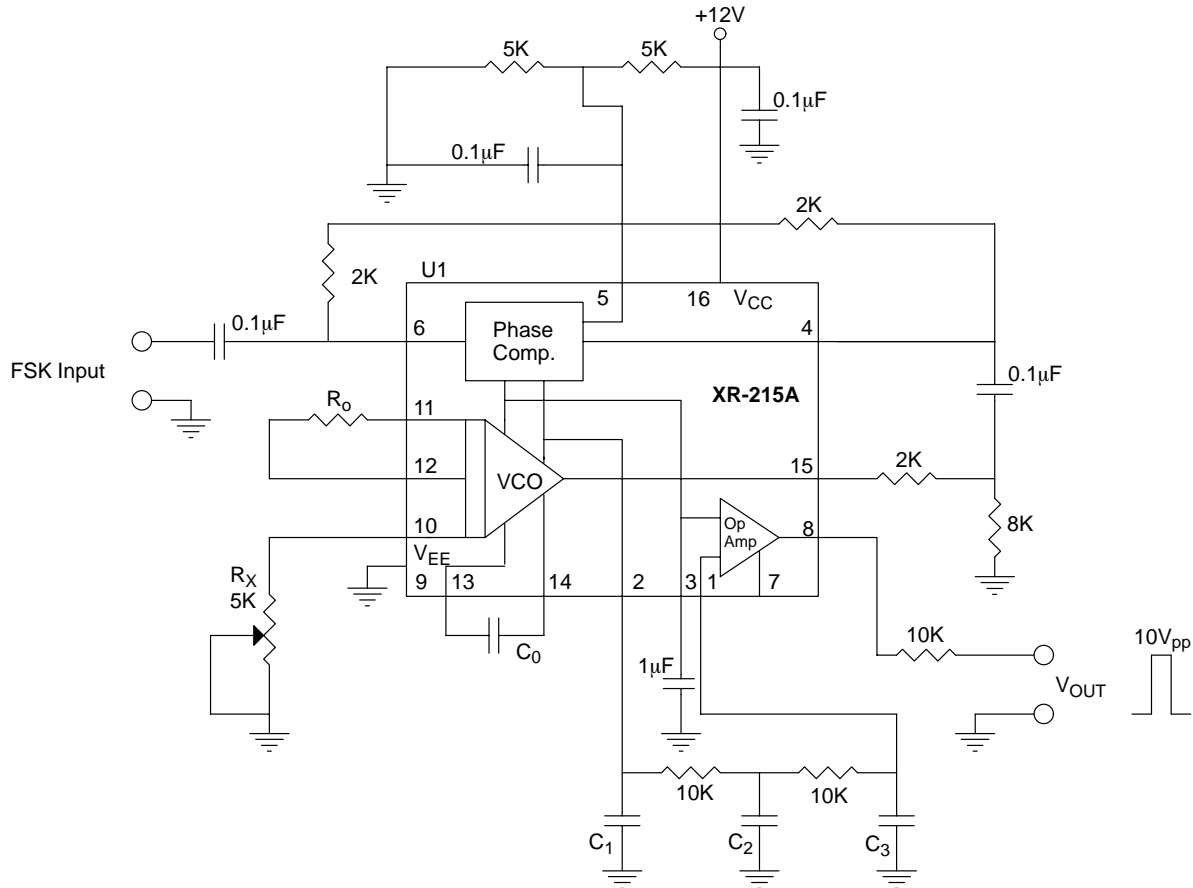 +12V
5K
5K
0.1µF
0.1µF
2K
2K
U1
5
16
VCC
0.1µF
6
Phase
Comp.
4
FSK Input
0.1µF
XR-215A
Ro
11
12
VCO
15
2K
10
Op
Amp
8
8K
VEE
9
13
14
2
3
1
7
RX
5K
C0
1µF
10K
10Vpp
VOUT
10K
10K
C1
C2
C3